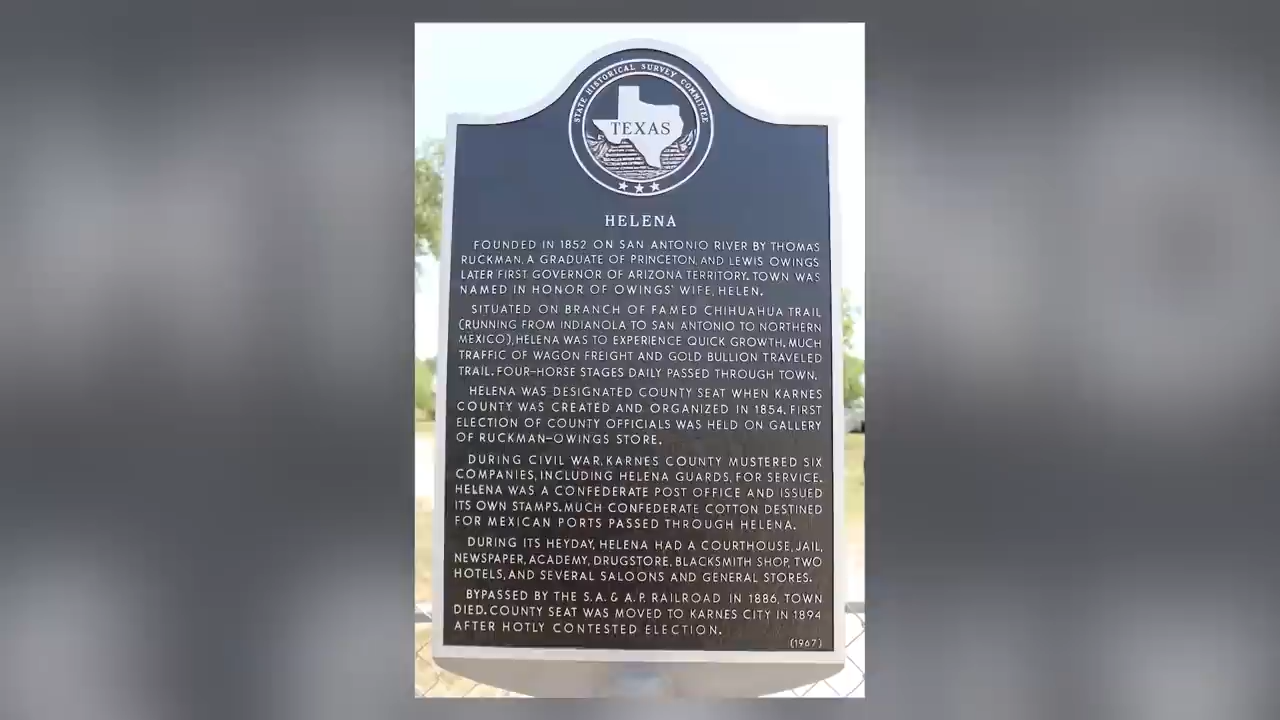 STATE HISTORICAL SURVEY COMMITTEE
TEXAS
HELENA
FOUNDED IN 1852 ON SAN ANTONIO RIVER BY THOMAS
RUCKMAN, A GRADUATE OF PRINCETON, AND LEWIS OWINGS
LATER FIRST GOVERNOR OF ARIZONA TERRITORY. TOWN WAS
NAMED IN HONOR OF OWINGS' WIFE, HELEN.
SITUATED ON BRANCH OF FAMED CHIHUAHUA TRAIL
(RUNNING FROM INDIANOLA TO SAN ANTONIO TO NORTHERN
MEXICO), HELENA WAS TO EXPERIENCE QUICK GROWTH. MUCH
TRAFFIC OF WAGON FREIGHT AND GOLD BULLION TRAVELED
TRAIL. FOUR-HORSE STAGES DAILY PASSED THROUGH TOWN.
HELENA WAS DESIGNATED COUNTY SEAT WHEN KARNES
COUNTY WAS CREATED AND ORGANIZED IN 1854. FIRST
ELECTION OF COUNTY OFFICIALS WAS HELD ON GALLERY
OF RUCKMAN-OWINGS STORE.
DURING CIVIL WAR, KARNES COUNTY MUSTERED SIX
COMPANIES, INCLUDING HELENA GUARDS, FOR SERVICE.
HELENA WAS A CONFEDERATE POST OFFICE AND ISSUED
ITS OWN STAMPS. MUCH CONFEDERATE COTTON DESTINED
FOR MEXICAN PORTS PASSED THROUGH HELENA.
DURING ITS HEYDAY, HELENA HAD A COURTHOUSE, JAIL,
NEWSPAPER, ACADEMY, DRUGSTORE, BLACKSMITH SHOP, TWO
HOTELS, AND SEVERAL SALOONS AND GENERAL STORES.
BYPASSED BY THE S.A. & A.P. RAILROAD IN 1886, TOWN
DIED. COUNTY SEAT WAS MOVED TO KARNES CITY IN 1894
AFTER HOTLY CONTESTED ELECTION.
(1967)